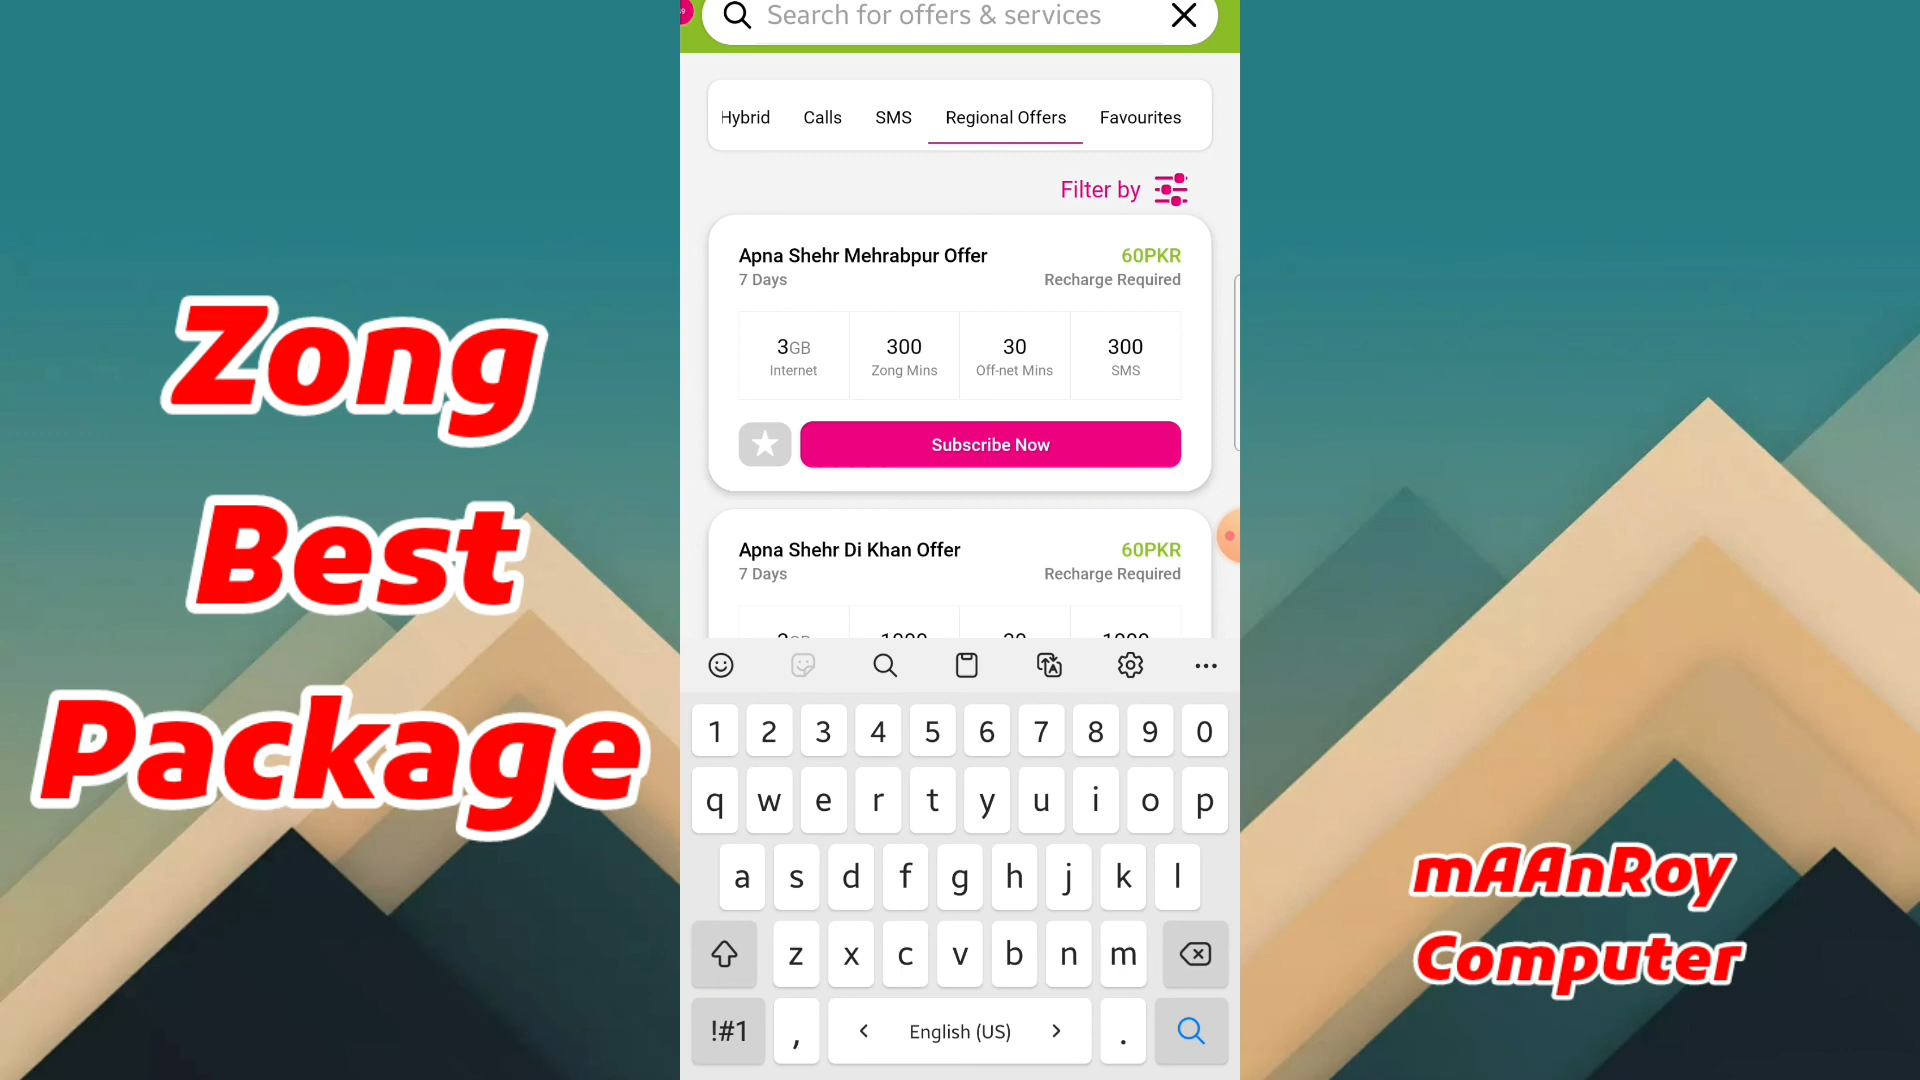 Zong
Best
Package
Search for offers & services
Hybrid Calls SMS Regional Offers Favourites
Filter by
Apna Shehr Mehrabpur Offer 60PKR
7 Days Recharge Required
3GB 300 30 300
Internet Zong Mins Off-net Mins SMS
Subscribe Now
Apna Shehr Di Khan Offer 60PKR
7 Days Recharge Required
1 2 3 4 5 6 7 8 9 0
q w e r t y u i o p
a s d f g h j k l
z x c v b n m
!#1 , < English (US) > .
mAAnRoy
Computer